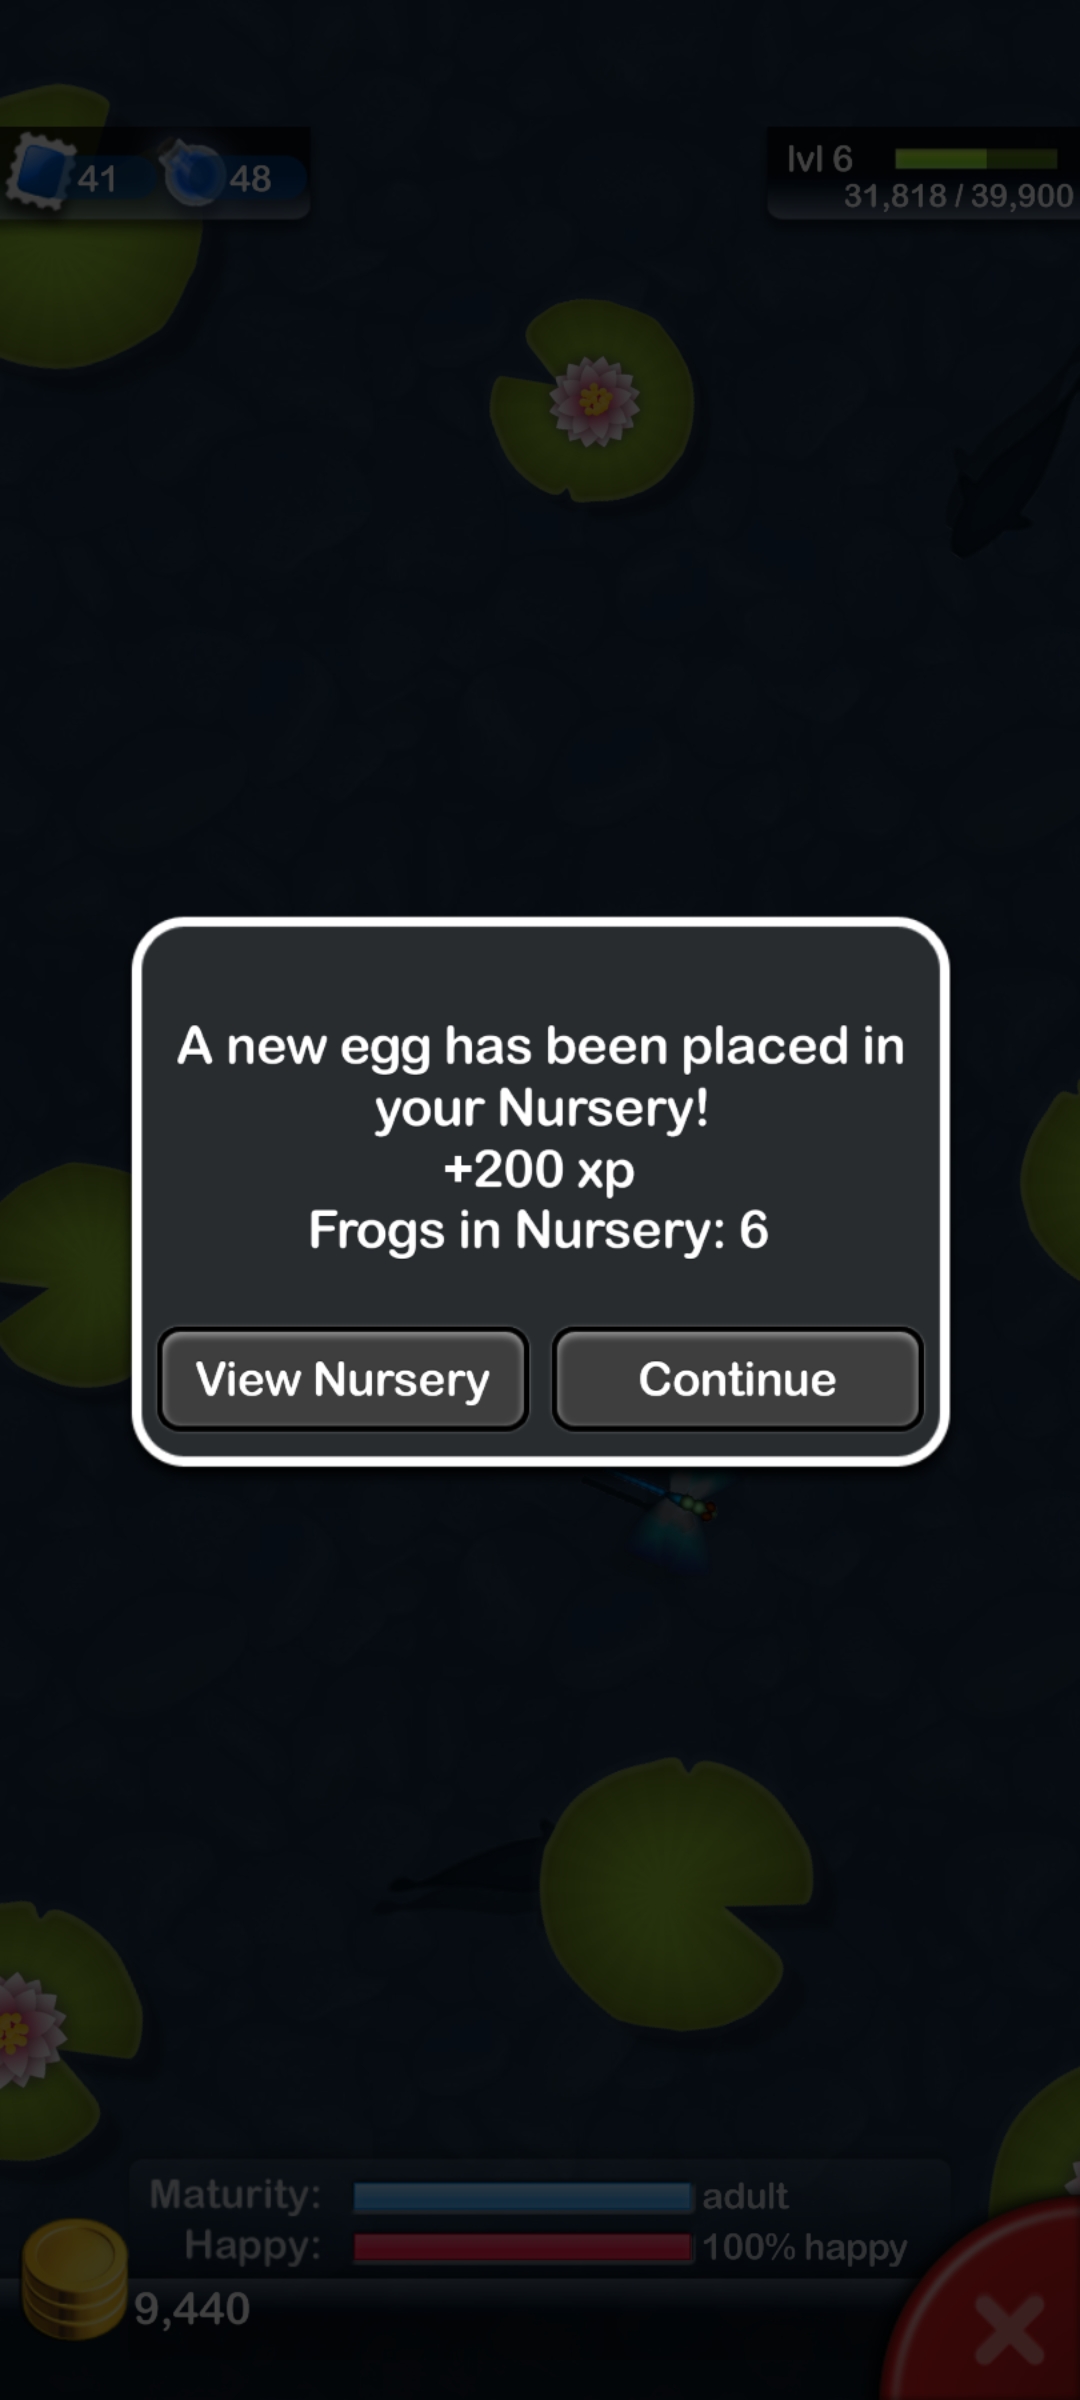 41 48
lvl 6
31,818 / 39,900
A new egg has been placed in
your Nursery!
+200 xp
Frogs in Nursery: 6
View Nursery Continue
Maturity: adult
Happy: 100% happy
9,440